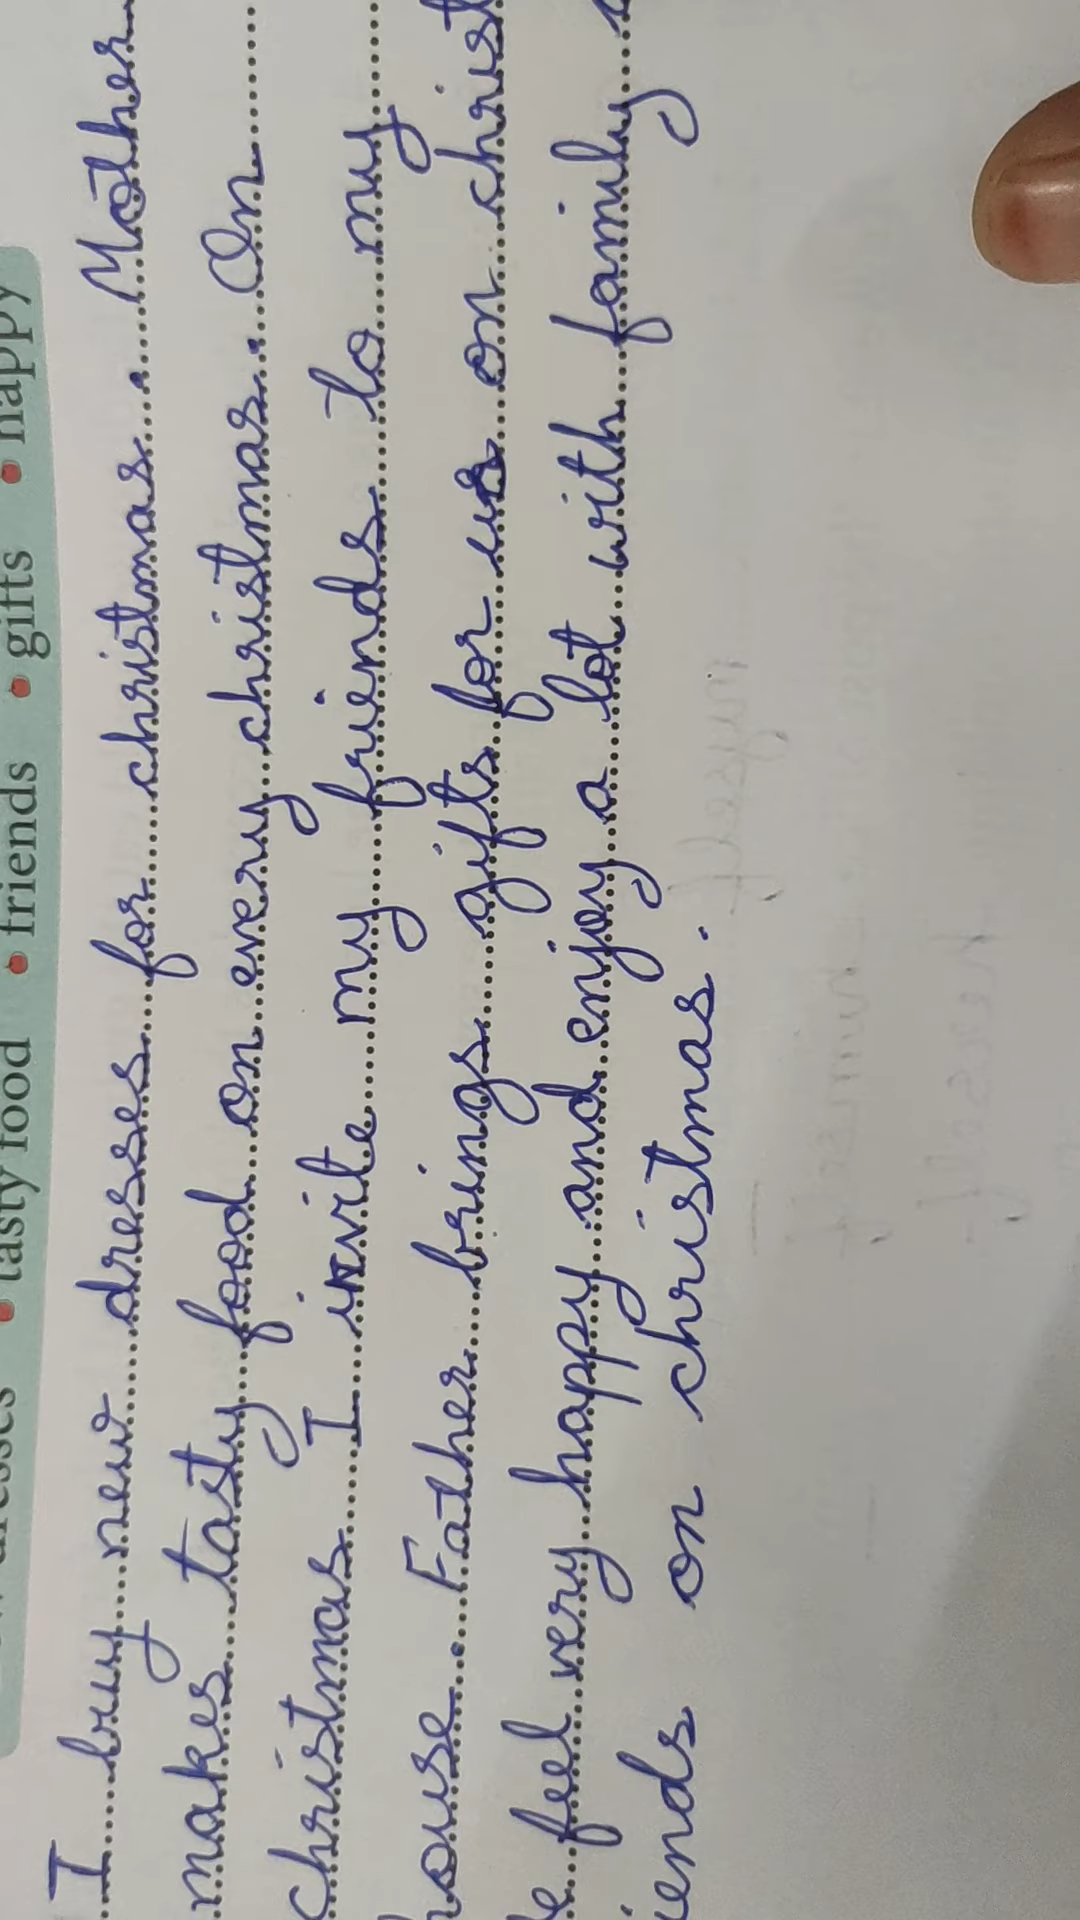 tasty food • friends • gifts • happy
I buy new dresses for christmas. Mother
makes tasty food on every christmas. On
Christmas I invite my friends to my
house. Father brings gifts for us on christ
feel very happy and enjoy a lot with family
on christmas.